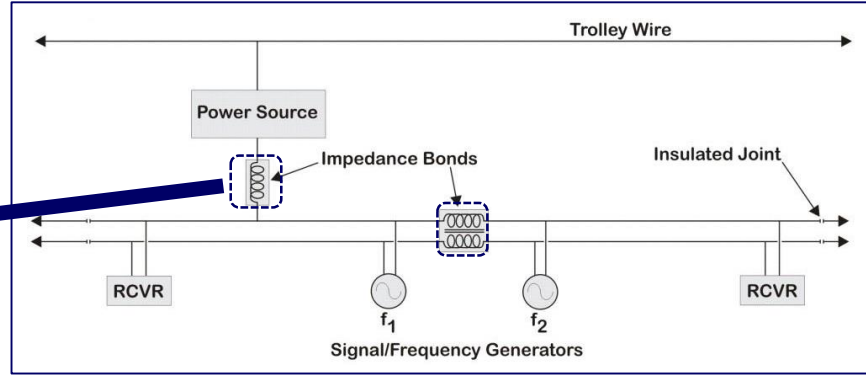 Trolley Wire
Power Source
Impedance Bonds
Insulated Joint
RCVR
f1
f2
RCVR
Signal/Frequency Generators